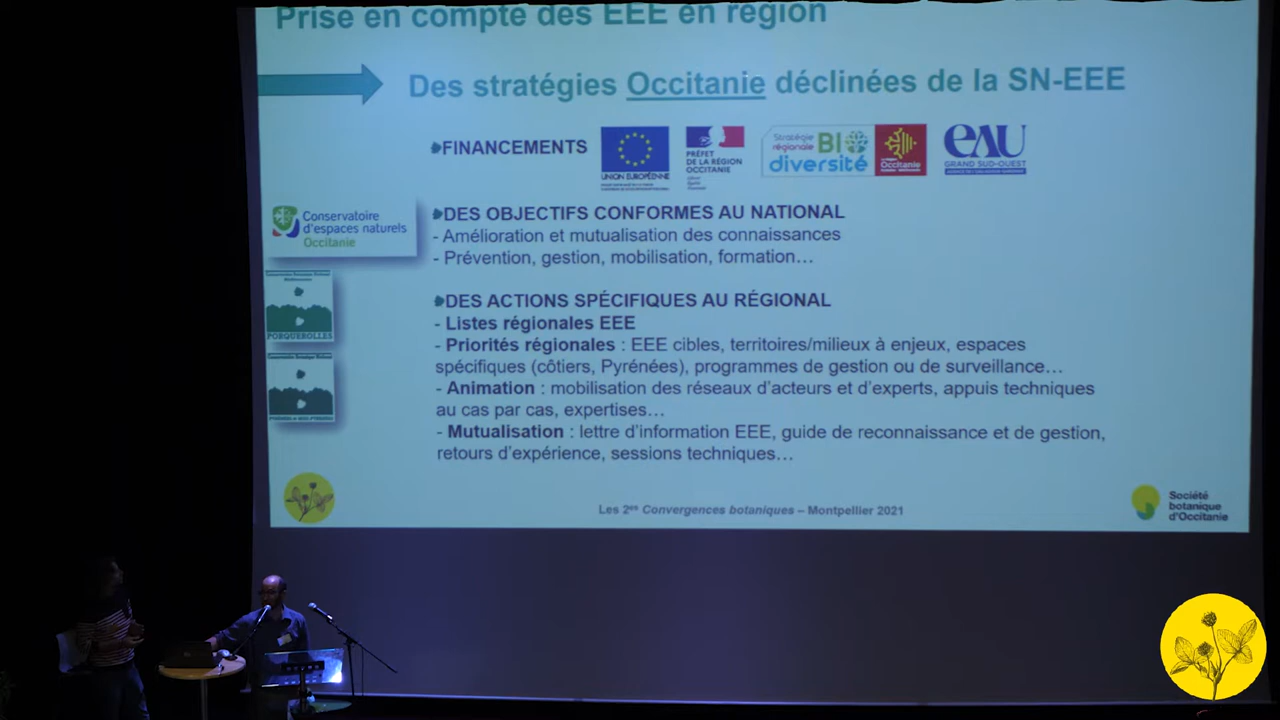 Prise en compte des EEE en région
Des stratégies Occitanie déclinées de la SN-EEE
FINANCEMENTS
UNION EUROPÉENNE
PRÉFET
DE LA RÉGION
OCCITANIE
Stratégie
régionale BIO
diversité
Occitanie
eau
GRAND SUD-OUEST
Conservatoire
d'espaces naturels
Occitanie
DES OBJECTIFS CONFORMES AU NATIONAL
- Amélioration et mutualisation des connaissances
- Prévention, gestion, mobilisation, formation…
PORQUEROLLES
DES ACTIONS SPÉCIFIQUES AU RÉGIONAL
- Listes régionales EEE
- Priorités régionales : EEE cibles, territoires/milieux à enjeux, espaces
spécifiques (côtiers, Pyrénées), programmes de gestion ou de surveillance…
- Animation : mobilisation des réseaux d'acteurs et d'experts, appuis techniques
au cas par cas, expertises…
- Mutualisation : lettre d'information EEE, guide de reconnaissance et de gestion,
retours d'expérience, sessions techniques…
Les 2es Convergences botaniques – Montpellier 2021
Société
botanique
d'Occitanie